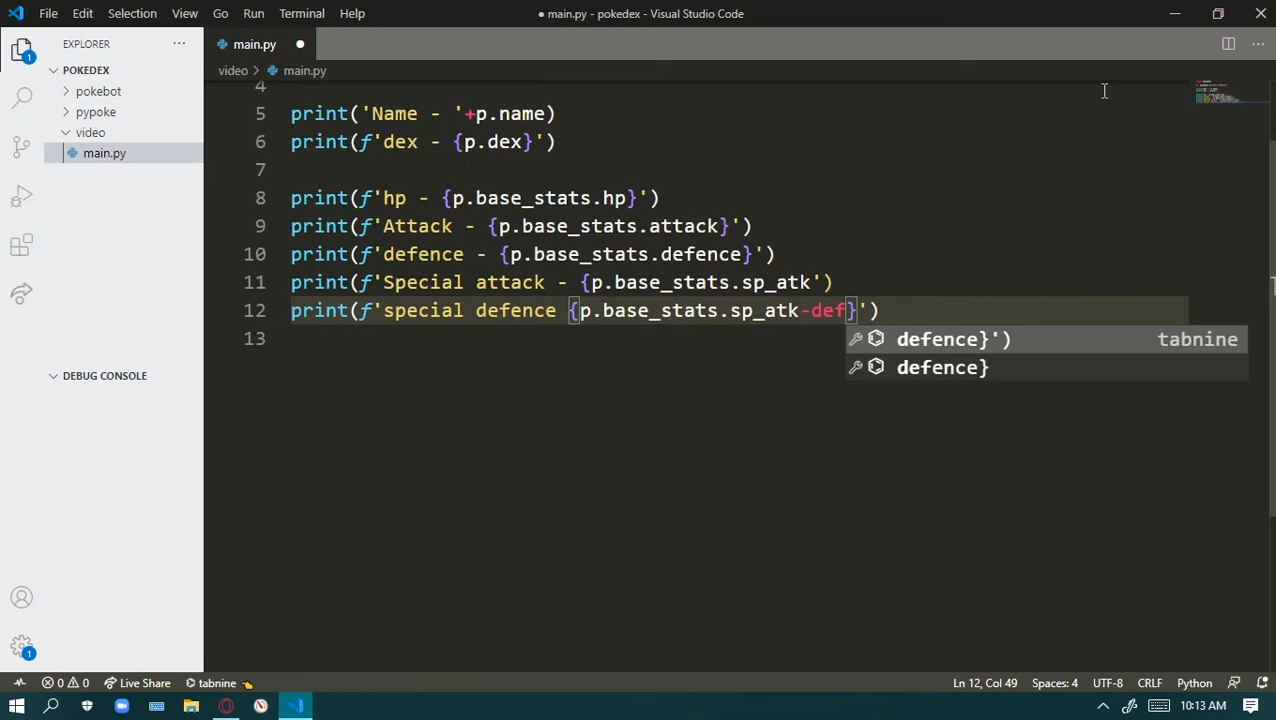 File Edit Selection View Go Run Terminal Help
● main.py - pokedex - Visual Studio Code
EXPLORER ...
main.py
POKEDEX
video > main.py
pokebot
pypoke
video
main.py
4
5 print('Name - '+p.name)
6 print(f'dex - {p.dex}')
7
8 print(f'hp - {p.base_stats.hp}')
9 print(f'Attack - {p.base_stats.attack}')
10 print(f'defence - {p.base_stats.defence}')
11 print(f'Special attack - {p.base_stats.sp_atk')
12 print(f'special defence {p.base_stats.sp_atk-def}')
defence}') tabnine
defence}
13
DEBUG CONSOLE
1
1
0 0 Live Share tabnine Ln 12, Col 49 Spaces: 4 UTF-8 CRLF Python
10:13 AM